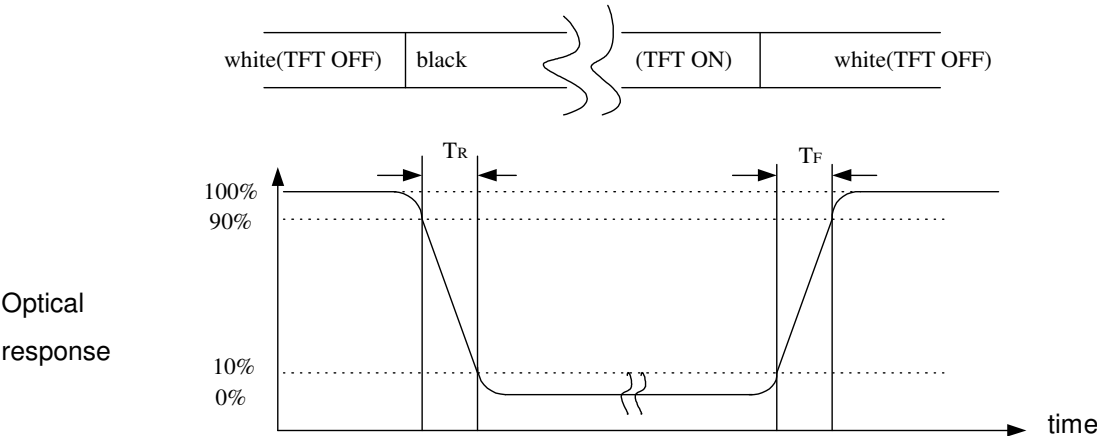 white(TFT OFF) black (TFT ON) white(TFT OFF)
TR TF
100%
90%
Optical
response
10%
0%
time